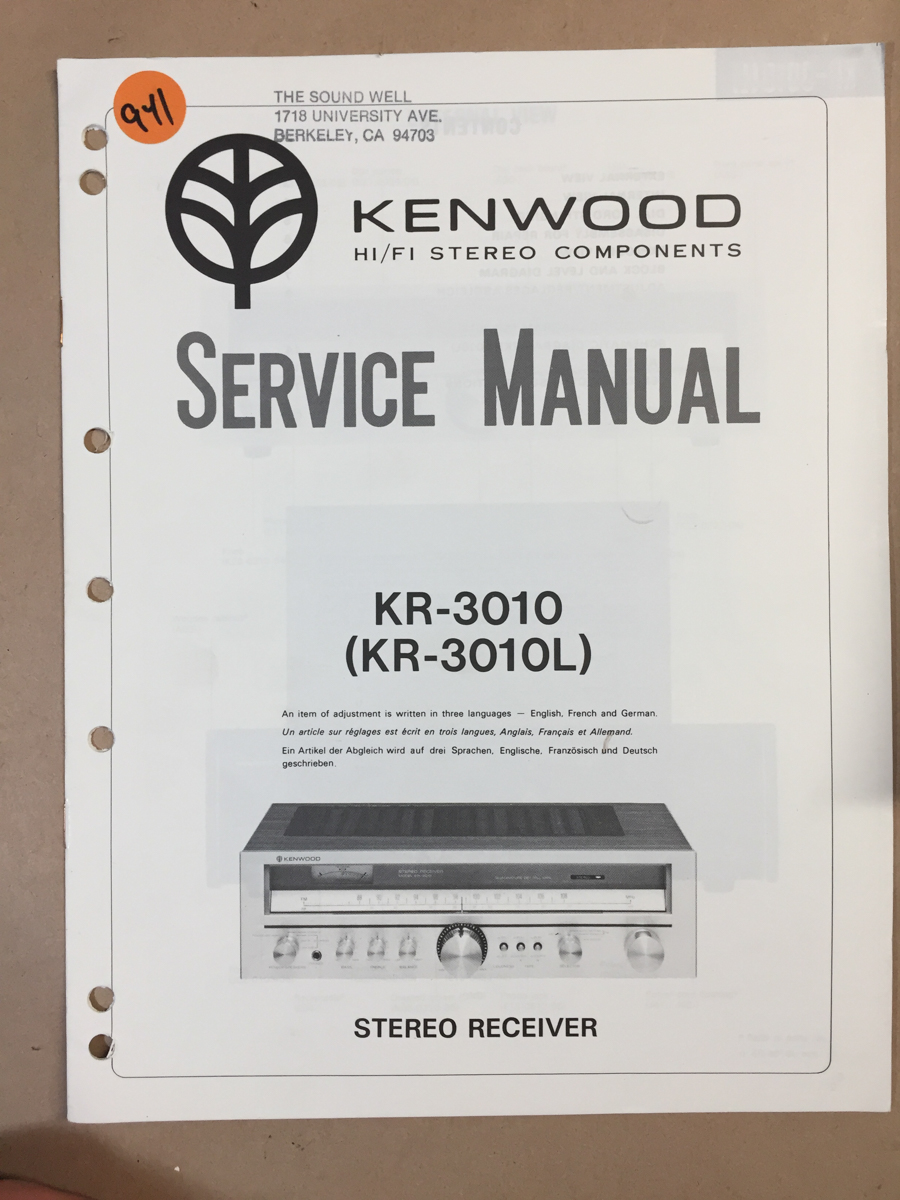 941
THE SOUND WELL
1718 UNIVERSITY AVE.
BERKELEY, CA 94703
KENWOOD
HI/FI STEREO COMPONENTS
SERVICE MANUAL
KR-3010
(KR-3010L)
An item of adjustment is written in three languages — English, French and German.
Un article sur réglages est écrit en trois langues, Anglais, Français et Allemand.
Ein Artikel der Abgleich wird auf drei Sprachen, Englische, Französisch und Deutsch
geschrieben.
KENWOOD
STEREO RECEIVER
STEREO RECEIVER